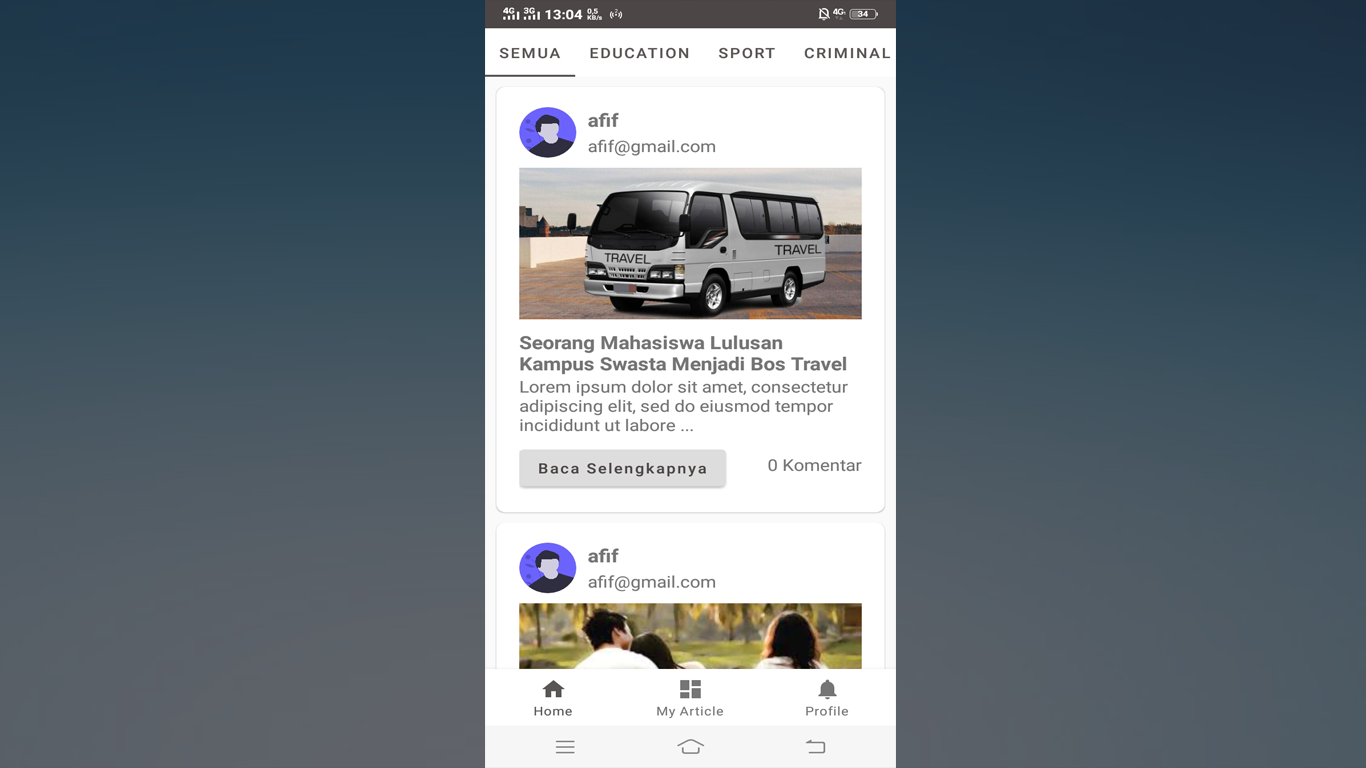 4G 3G 13:04 0,5 KB/s 4G 34
SEMUA EDUCATION SPORT CRIMINAL
afif
afif@gmail.com
TRAVEL TRAVEL
Seorang Mahasiswa Lulusan
Kampus Swasta Menjadi Bos Travel
Lorem ipsum dolor sit amet, consectetur
adipiscing elit, sed do eiusmod tempor
incididunt ut labore ...
Baca Selengkapnya 0 Komentar
afif
afif@gmail.com
Home My Article Profile